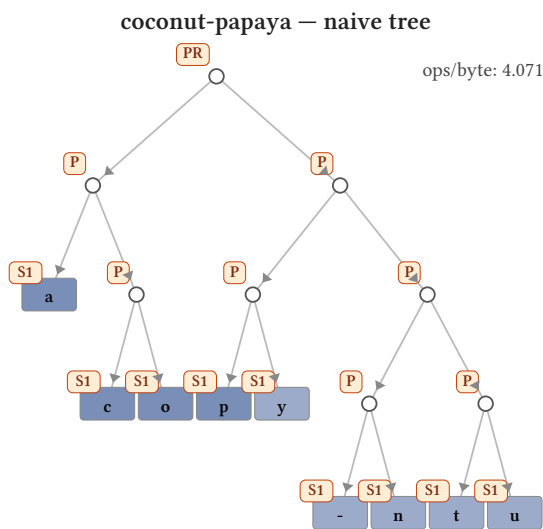 coconut-papaya — naive tree
PR
ops/byte: 4.071
P
P
S1
P
P
P
a
S1
S1
S1
S1
P
P
c
o
p
y
S1
S1
S1
S1
-
n
t
u